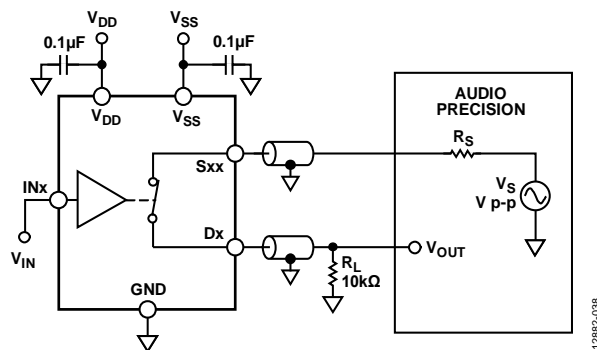 VDD
VSS
0.1µF
0.1µF
VDD
VSS
AUDIO
PRECISION
RS
Sxx
INx
VS
V p-p
Dx
VOUT
VIN
RL
10kΩ
GND
12882-038